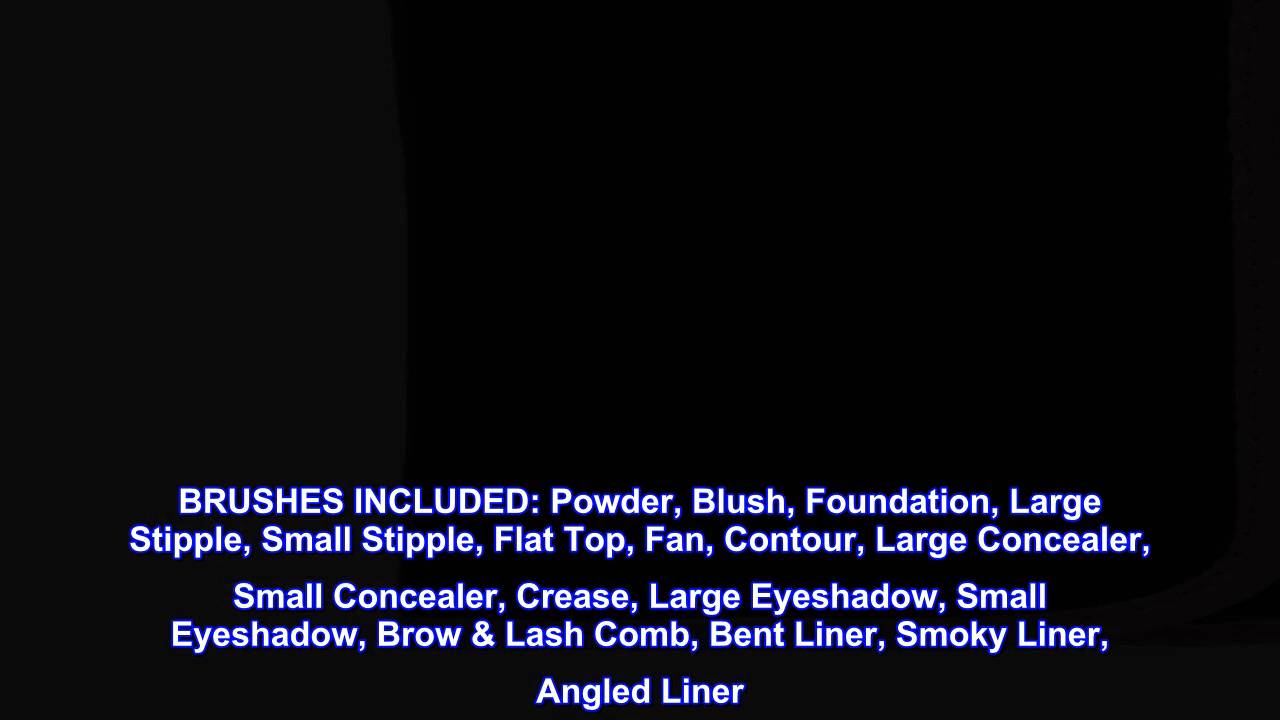 BRUSHES INCLUDED: Powder, Blush, Foundation, Large
Stipple, Small Stipple, Flat Top, Fan, Contour, Large Concealer,
Small Concealer, Crease, Large Eyeshadow, Small
Eyeshadow, Brow & Lash Comb, Bent Liner, Smoky Liner,
Angled Liner